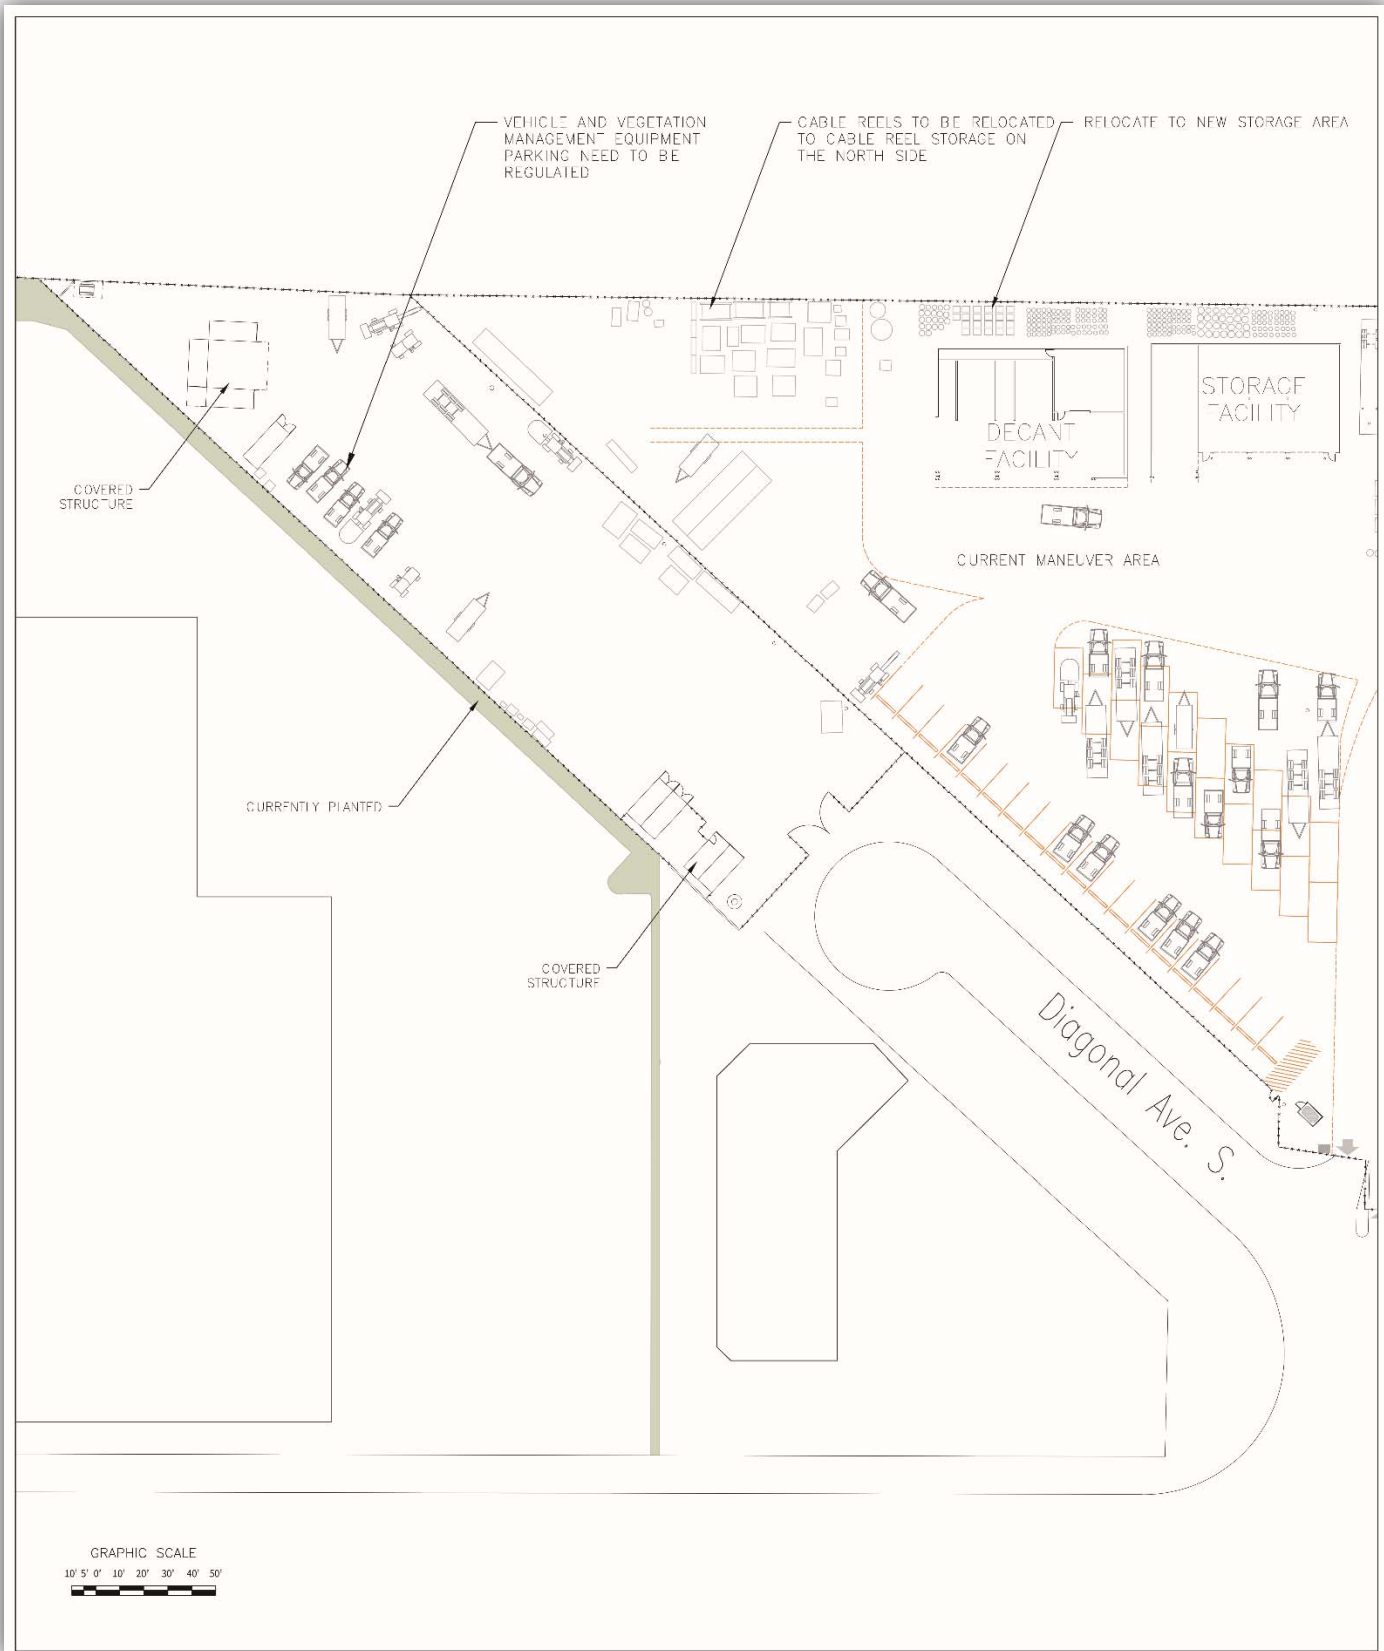 VEHICLE AND VEGETATION
MANAGEMENT EQUIPMENT
PARKING NEED TO BE
REGULATED
CABLE REELS TO BE RELOCATED
TO CABLE REEL STORAGE ON
THE NORTH SIDE
RELOCATE TO NEW STORAGE AREA
STORAGE
FACILITY
DECANT
FACILITY
COVERED
STRUCTURE
CURRENT MANEUVER AREA
CURRENTLY PLANTED
COVERED
STRUCTURE
Diagonal Ave. S.
GRAPHIC SCALE
10' 5' 0' 10' 20' 30' 40' 50'